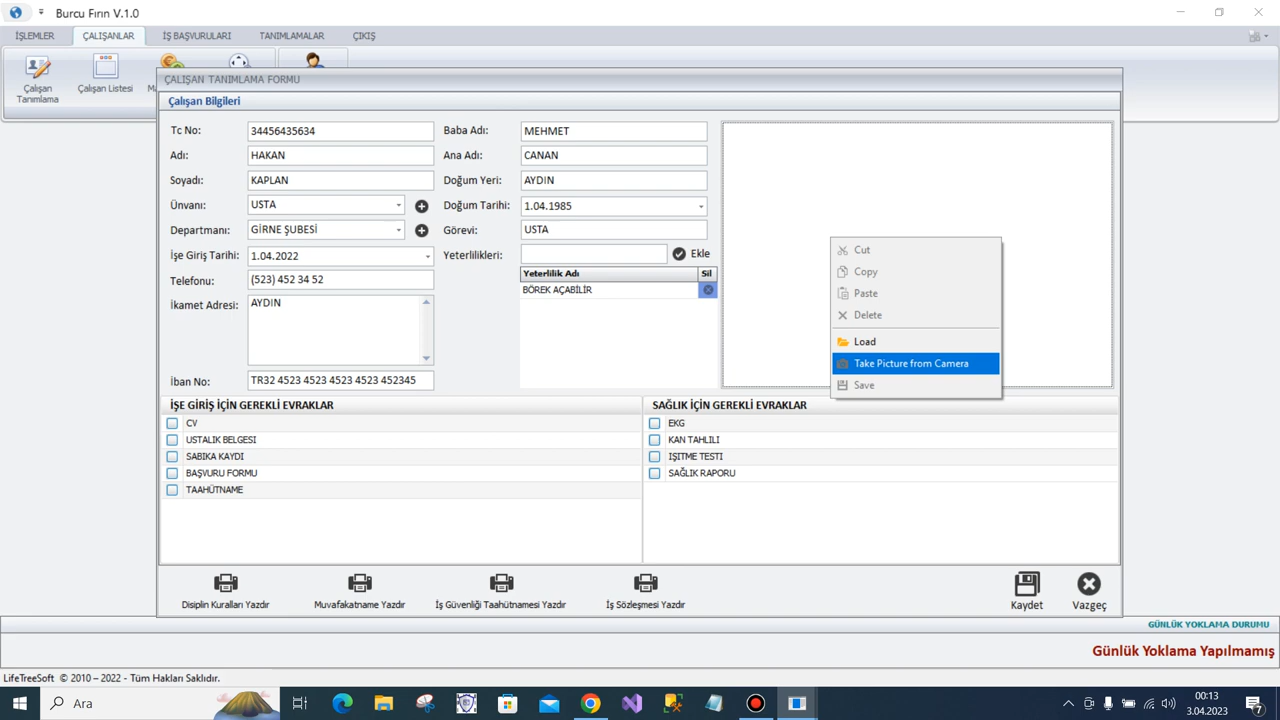 Burcu Fırın V.1.0
İŞLEMLER ÇALIŞANLAR İŞ BAŞVURULARI TANIMLAMALAR ÇIKIŞ
Çalışan Tanımlama
Çalışan Listesi
ÇALIŞAN TANIMLAMA FORMU
Çalışan Bilgileri
Tc No: 34456435634 Baba Adı: MEHMET
Adı: HAKAN Ana Adı: CANAN
Soyadı: KAPLAN Doğum Yeri: AYDIN
Ünvanı: USTA Doğum Tarihi: 1.04.1985
Departmanı: GİRNE ŞUBESİ Görevi: USTA
İşe Giriş Tarihi: 1.04.2022 Yeterlilikleri: Ekle
Yeterlilik Adı Sil
Telefonu: (523) 452 34 52
BÖREK AÇABİLİR
İkamet Adresi: AYDIN
İban No: TR32 4523 4523 4523 4523 452345
Cut
Copy
Paste
Delete
Load
Take Picture from Camera
Save
İŞE GİRİŞ İÇİN GEREKLİ EVRAKLAR
CV
USTALIK BELGESI
SABIKA KAYDI
BAŞVURU FORMU
TAAHÜTNAME
SAĞLIK İÇİN GEREKLİ EVRAKLAR
EKG
KAN TAHLILI
IŞITME TESTI
SAĞLIK RAPORU
Disiplin Kuralları Yazdır Muvafakatname Yazdır İş Güvenliği Taahütnamesi Yazdır İş Sözleşmesi Yazdır Kaydet Vazgeç
GÜNLÜK YOKLAMA DURUMU
Günlük Yoklama Yapılmamış
LifeTreeSoft © 2010 – 2022 - Tüm Hakları Saklıdır.
Ara
00:13
3.04.2023
7